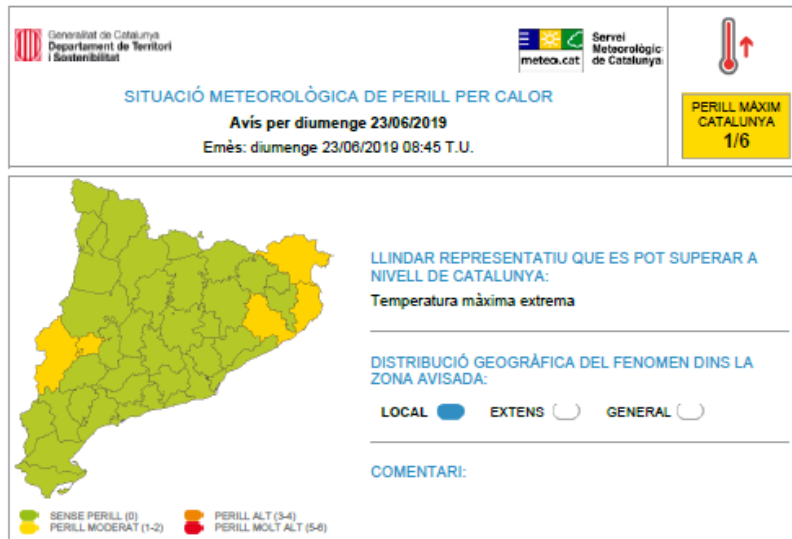 Generalitat de Catalunya
Departament de Territori
i Sostenibilitat
meteo.cat
Servei
Meteorològic
de Catalunya
SITUACIÓ METEOROLÒGICA DE PERILL PER CALOR
Avís per diumenge 23/06/2019
Emès: diumenge 23/06/2019 08:45 T.U.
PERILL MÀXIM
CATALUNYA
1/6
LLINDAR REPRESENTATIU QUE ES POT SUPERAR A
NIVELL DE CATALUNYA:
Temperatura màxima extrema
DISTRIBUCIÓ GEOGRÀFICA DEL FENOMEN DINS LA
ZONA AVISADA:
LOCAL EXTENS GENERAL
COMENTARI:
SENSE PERILL (0) PERILL ALT (3-4)
PERILL MODERAT (1-2) PERILL MOLT ALT (5-6)